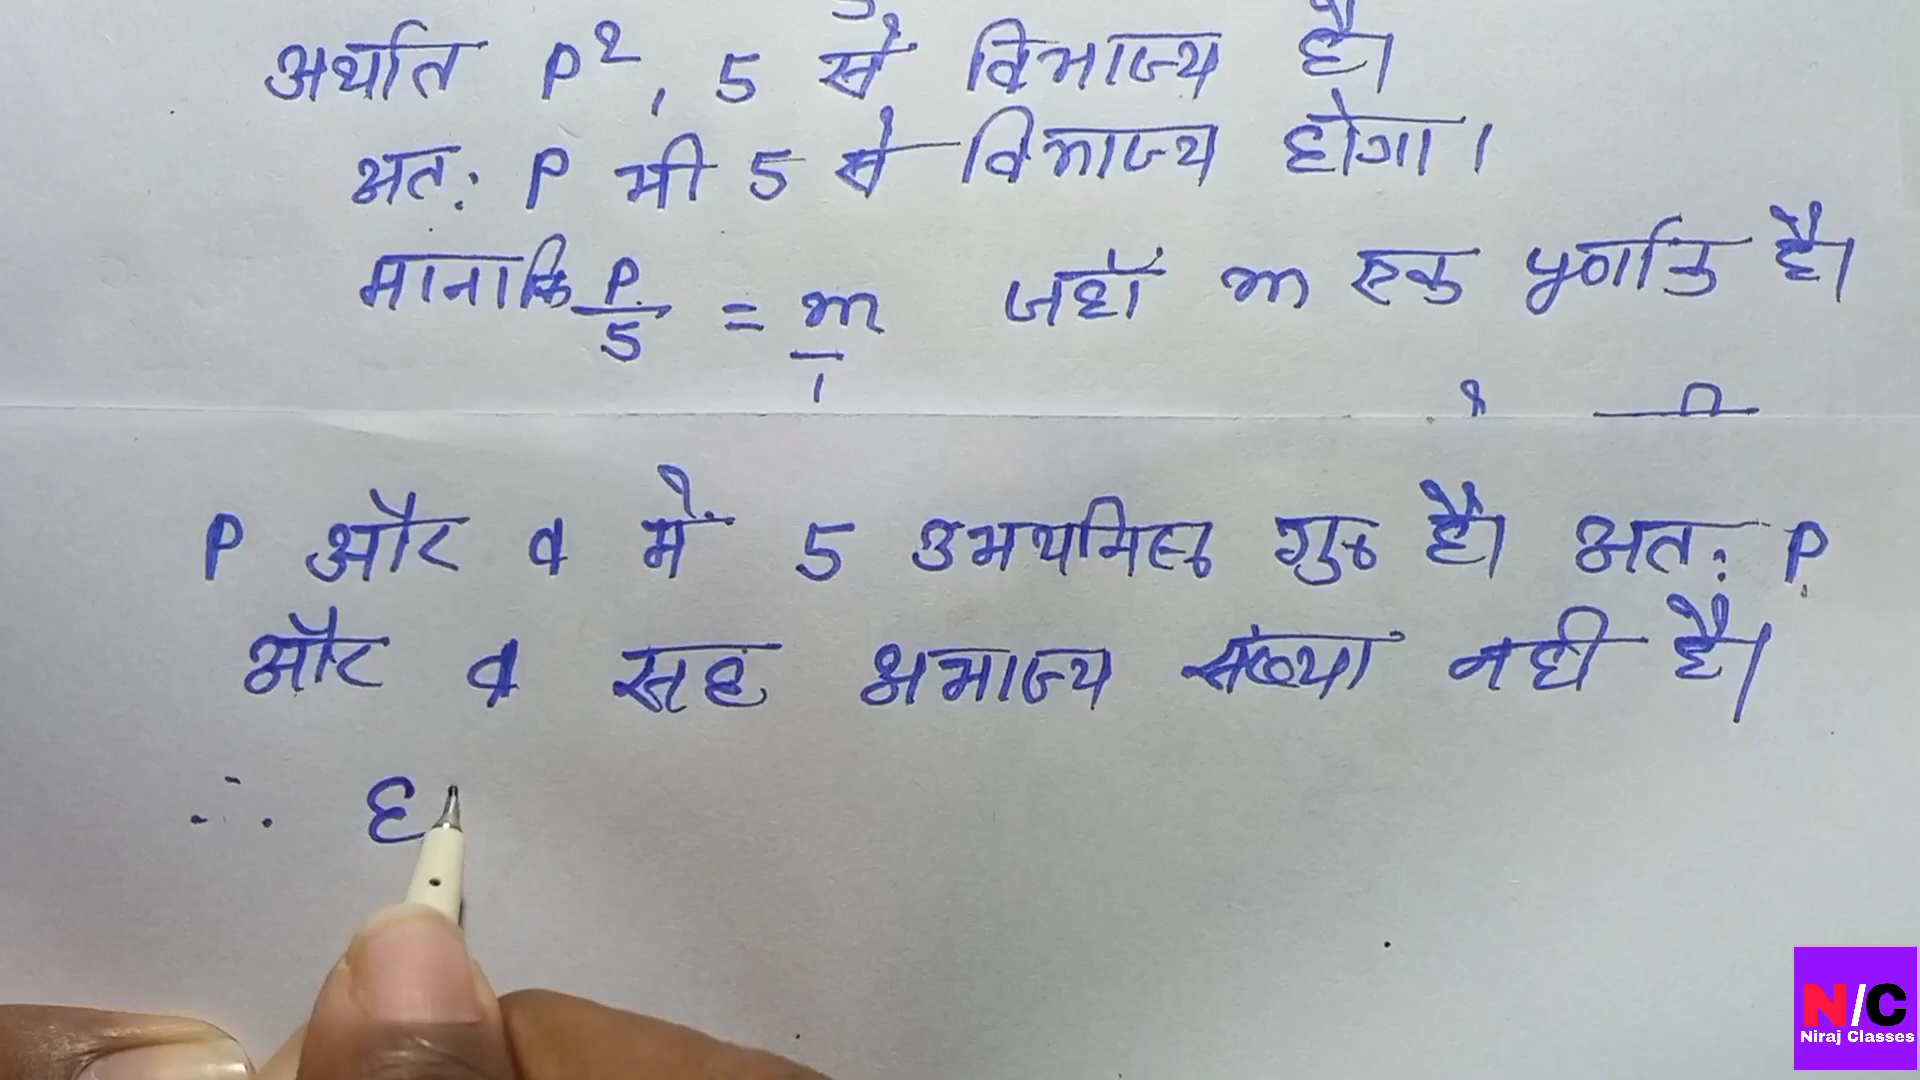 अर्थात P², 5 से विभाज्य है।
अत: P भी 5 से विभाज्य होगा।
मानाकि P/5 = m/1 जहाँ m एक पूर्णांक है।
P और q में 5 उभयनिष्ठ गुण है। अत: P
और q सह अभाज्य संख्या नही है।
∴ ह
N/C
Niraj Classes